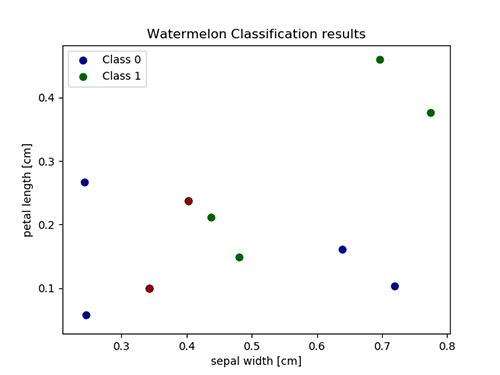 Watermelon Classification results
Class 0
Class 1
petal length [cm]
0.4
0.3
0.2
0.1
0.3 0.4 0.5 0.6 0.7 0.8
sepal width [cm]